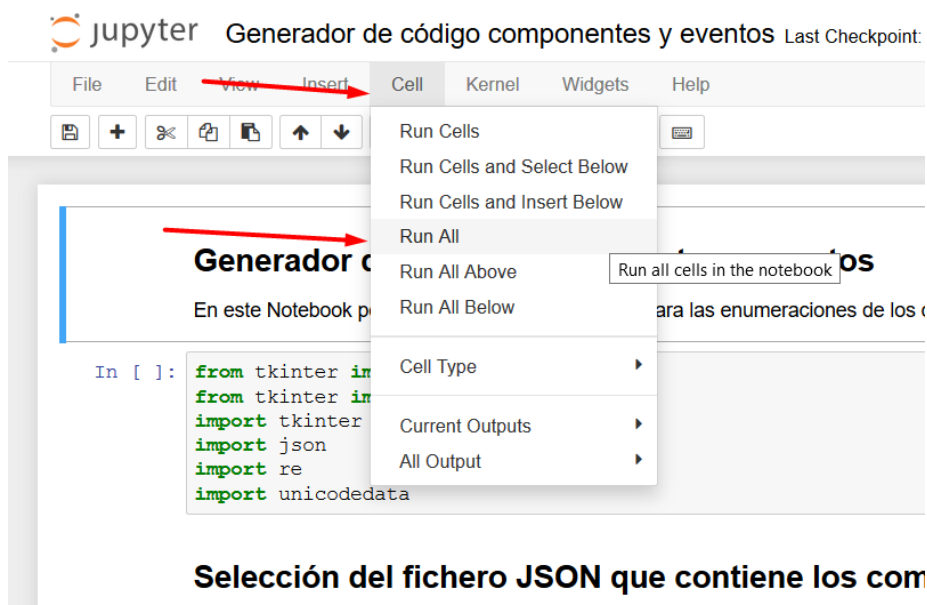 jupyter Generador de código componentes y eventos Last Checkpoint:
File Edit View Insert Cell Kernel Widgets Help
Run Cells
Run Cells and Select Below
Run Cells and Insert Below
Run All
Run All Above
Run All Below
Cell Type
Current Outputs
All Output
Run all cells in the notebook
Generador
En este Notebook ara las enumeraciones de los
In [ ]: from tkinter
from tkinter
import tkinter
import json
import re
import unicodedata
Selección del fichero JSON que contiene los com